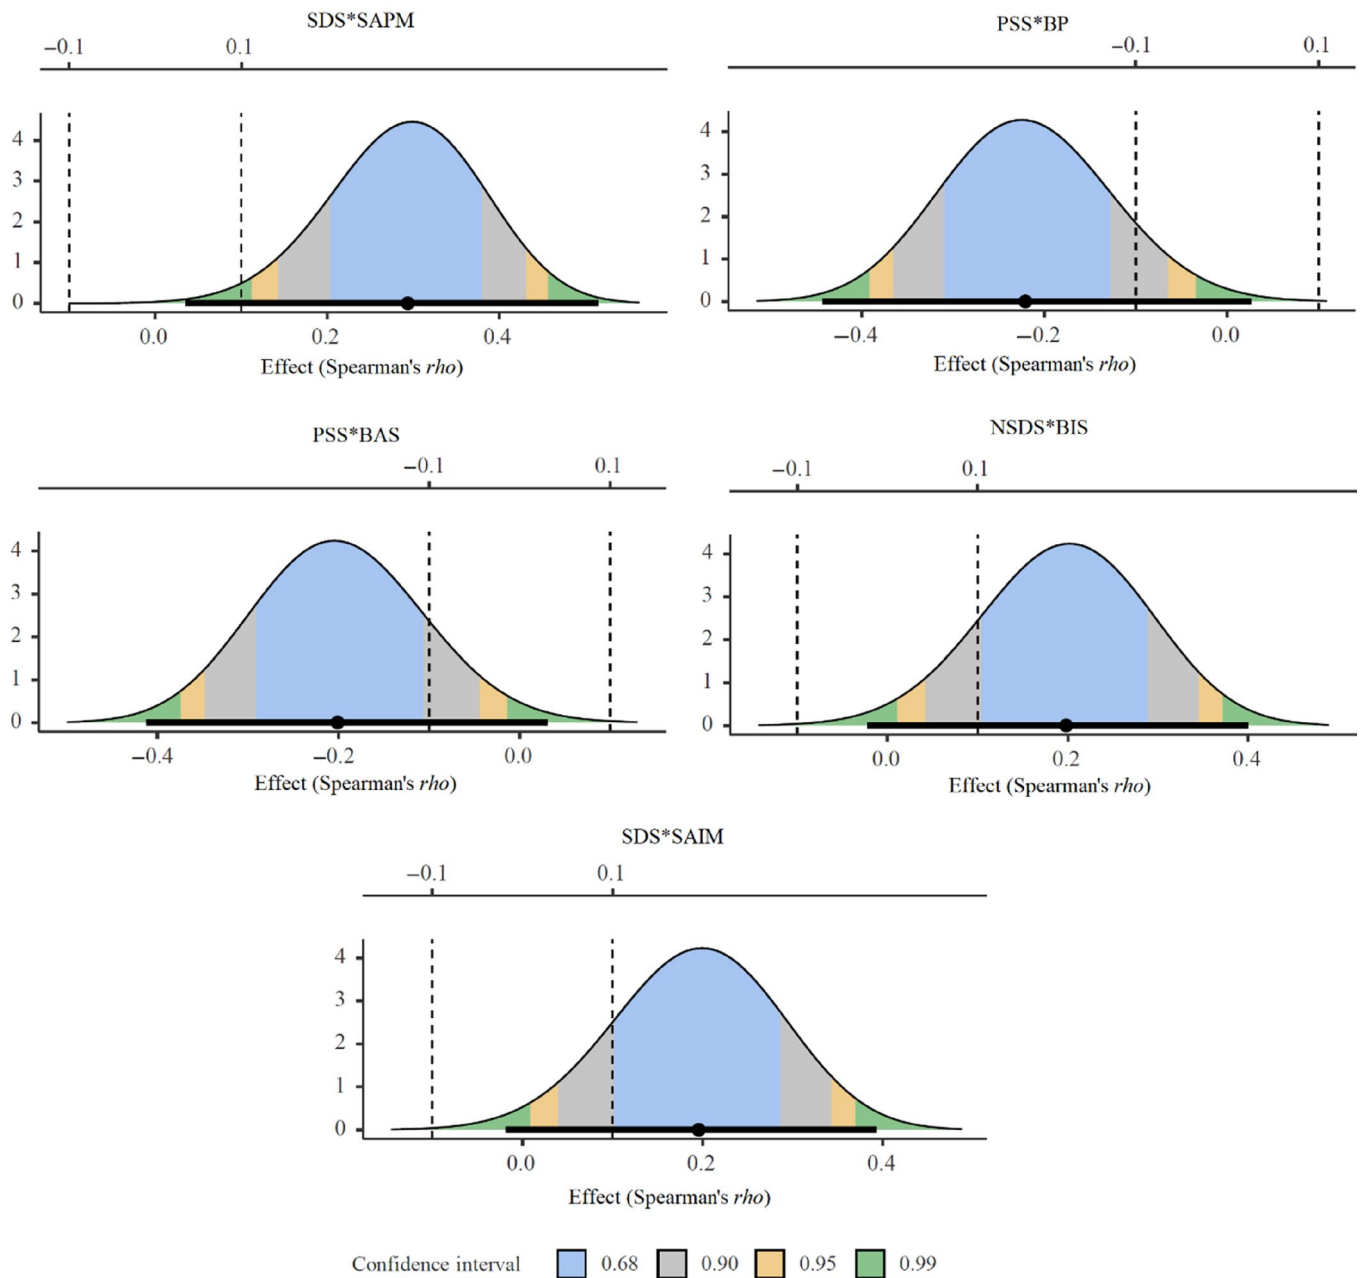 SDS*SAPM
−0.1 0.1
4
3
2
1
0
0.0 0.2 0.4
Effect (Spearman's rho)
PSS*BP
−0.1 0.1
4
3
2
1
0
−0.4 −0.2 0.0
Effect (Spearman's rho)
PSS*BAS
−0.1 0.1
4
3
2
1
0
−0.4 −0.2 0.0
Effect (Spearman's rho)
NSDS*BIS
−0.1 0.1
4
3
2
1
0
0.0 0.2 0.4
Effect (Spearman's rho)
SDS*SAIM
−0.1 0.1
4
3
2
1
0
0.0 0.2 0.4
Effect (Spearman's rho)
Confidence interval 0.68 0.90 0.95 0.99